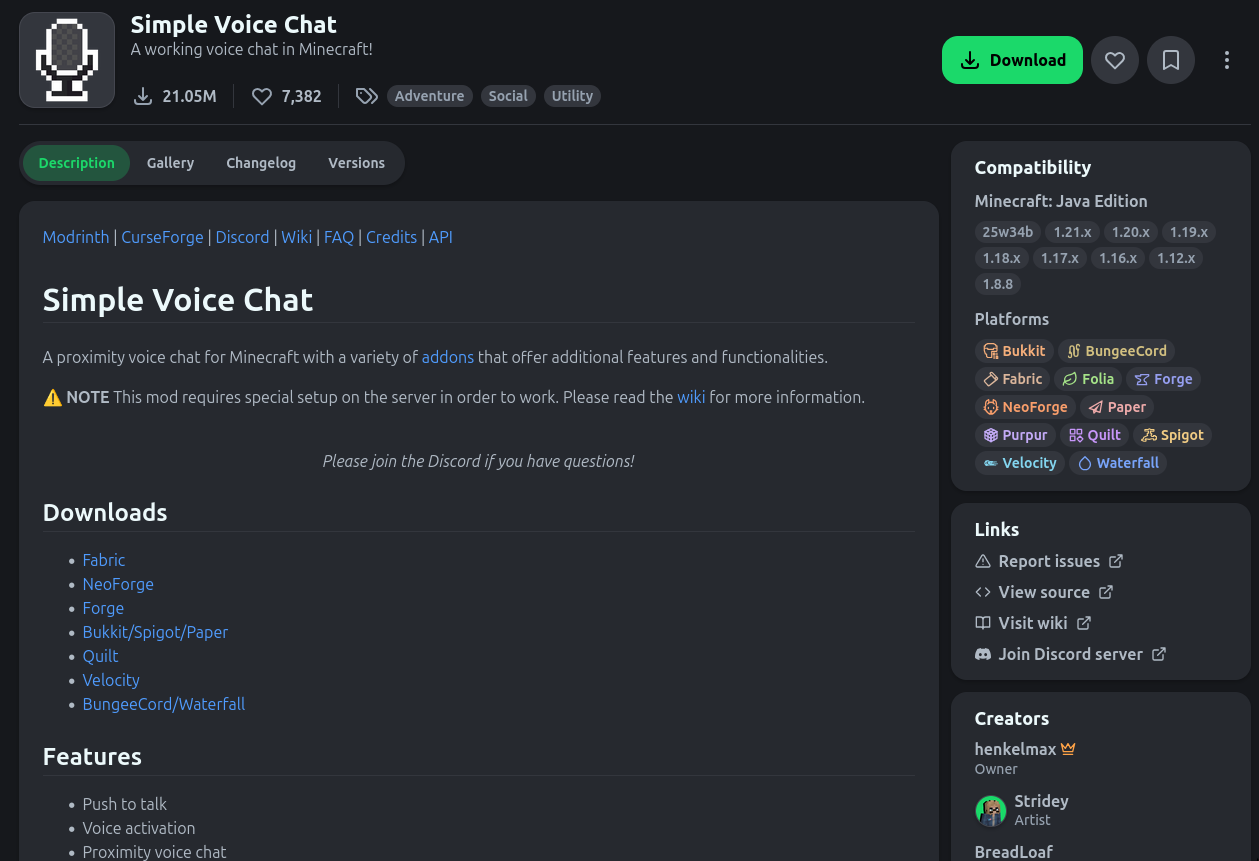 Simple Voice Chat
A working voice chat in Minecraft!
21.05M 7,382 Adventure Social Utility
Download
Description Gallery Changelog Versions
Modrinth | CurseForge | Discord | Wiki | FAQ | Credits | API
Simple Voice Chat
A proximity voice chat for Minecraft with a variety of addons that offer additional features and functionalities.
⚠️ NOTE This mod requires special setup on the server in order to work. Please read the wiki for more information.
Please join the Discord if you have questions!
Downloads
• Fabric
• NeoForge
• Forge
• Bukkit/Spigot/Paper
• Quilt
• Velocity
• BungeeCord/Waterfall
Features
• Push to talk
• Voice activation
• Proximity voice chat
Compatibility
Minecraft: Java Edition
25w34b 1.21.x 1.20.x 1.19.x
1.18.x 1.17.x 1.16.x 1.12.x
1.8.8
Platforms
Bukkit BungeeCord
Fabric Folia Forge
NeoForge Paper
Purpur Quilt Spigot
Velocity Waterfall
Links
Report issues
View source
Visit wiki
Join Discord server
Creators
henkelmax
Owner
Stridey
Artist
BreadLoaf